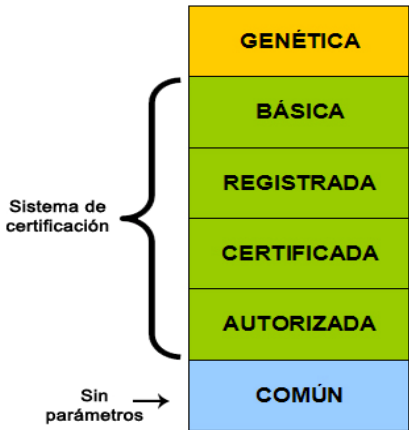 GENÉTICA
BÁSICA
REGISTRADA
Sistema de
certificación
CERTIFICADA
AUTORIZADA
COMÚN
Sin
parámetros